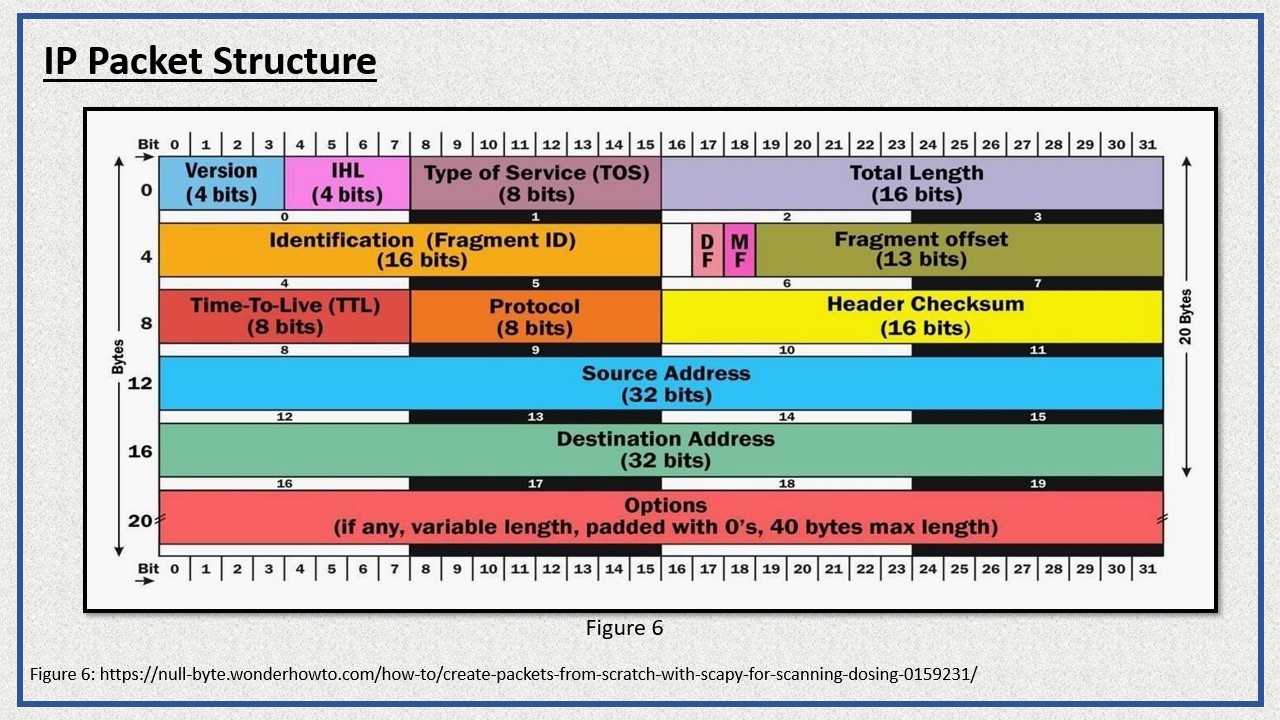 IP Packet Structure
Bit 0 1 2 3 4 5 6 7 8 9 10 11 12 13 14 15 16 17 18 19 20 21 22 23 24 25 26 27 28 29 30 31
0
Version
(4 bits)
IHL
(4 bits)
Type of Service (TOS)
(8 bits)
Total Length
(16 bits)
0 1 2 3
4
Identification (Fragment ID)
(16 bits)
D
F
M
F
Fragment offset
(13 bits)
4 5 6 7
8
Time-To-Live (TTL)
(8 bits)
Protocol
(8 bits)
Header Checksum
(16 bits)
8 9 10 11
12
Source Address
(32 bits)
12 13 14 15
16
Destination Address
(32 bits)
16 17 18 19
20
Options
(if any, variable length, padded with 0’s, 40 bytes max length)
Bit 0 1 2 3 4 5 6 7 8 9 10 11 12 13 14 15 16 17 18 19 20 21 22 23 24 25 26 27 28 29 30 31
Bytes
20 Bytes
Figure 6
Figure 6: https://null-byte.wonderhowto.com/how-to/create-packets-from-scratch-with-scapy-for-scanning-dosing-0159231/